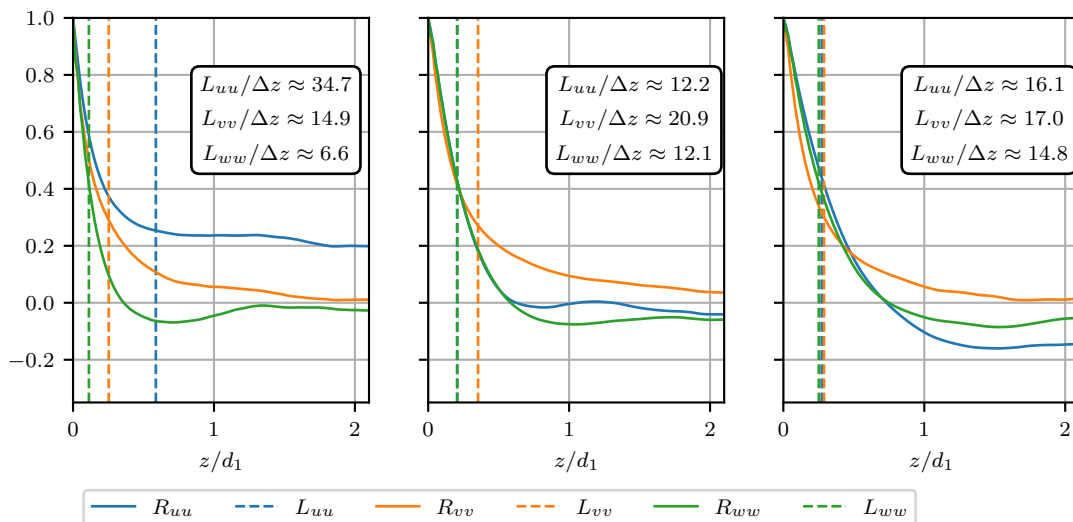 1.0
0.8
0.6
0.4
0.2
0.0
−0.2
L_uu/Δz ≈ 34.7
L_vv/Δz ≈ 14.9
L_ww/Δz ≈ 6.6
L_uu/Δz ≈ 12.2
L_vv/Δz ≈ 20.9
L_ww/Δz ≈ 12.1
L_uu/Δz ≈ 16.1
L_vv/Δz ≈ 17.0
L_ww/Δz ≈ 14.8
0 1 2
0 1 2
0 1 2
z/d₁
z/d₁
z/d₁
R_uu L_uu R_vv L_vv R_ww L_ww